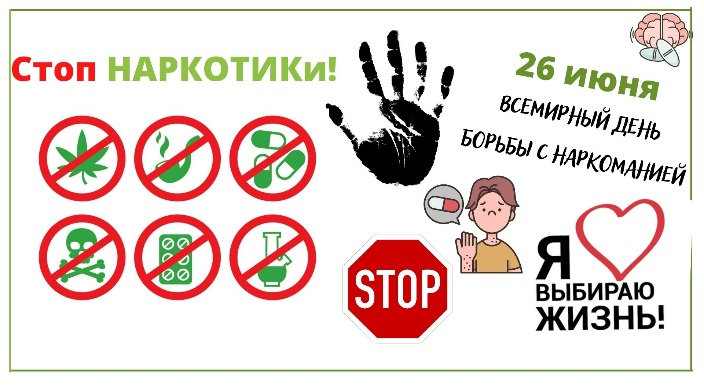 Стоп НАРКОТИКи!
26 июня
ВСЕМИРНЫЙ ДЕНЬ
БОРЬБЫ С НАРКОМАНИЕЙ
STOP
Я
ВЫБИРАЮ
ЖИЗНЬ!